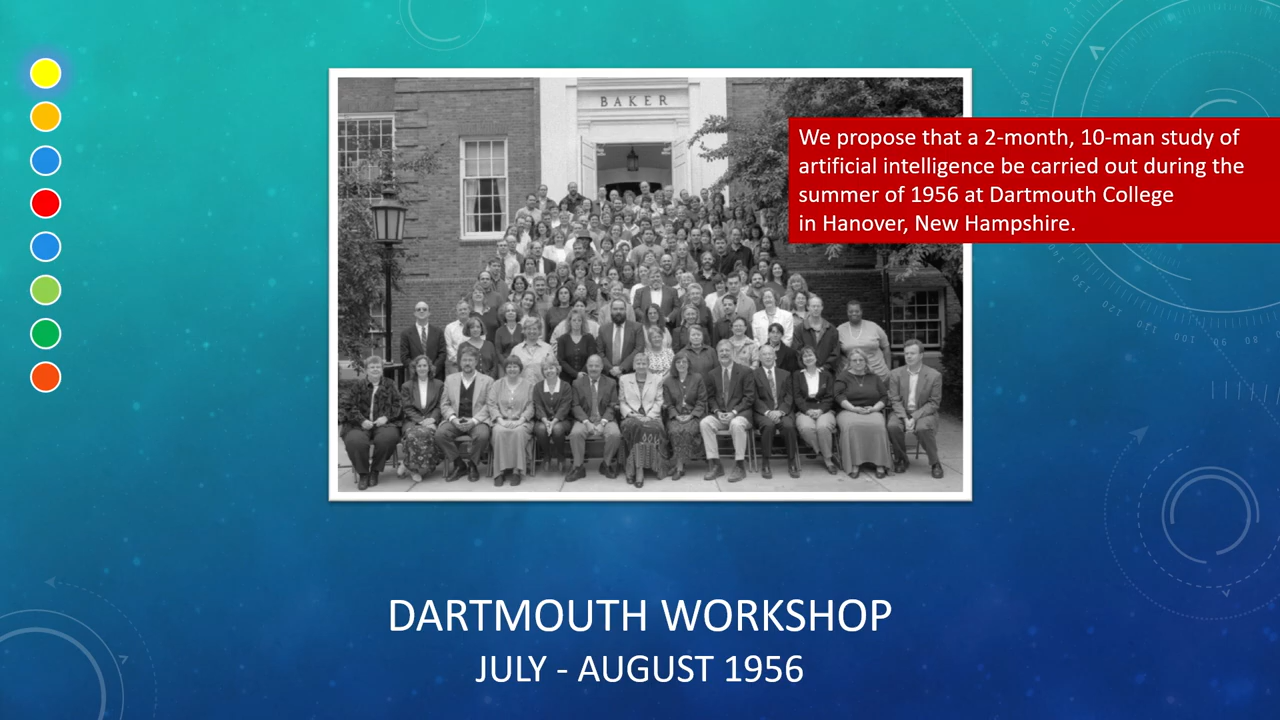 BAKER
We propose that a 2-month, 10-man study of
artificial intelligence be carried out during the
summer of 1956 at Dartmouth College
in Hanover, New Hampshire.
DARTMOUTH WORKSHOP
JULY - AUGUST 1956